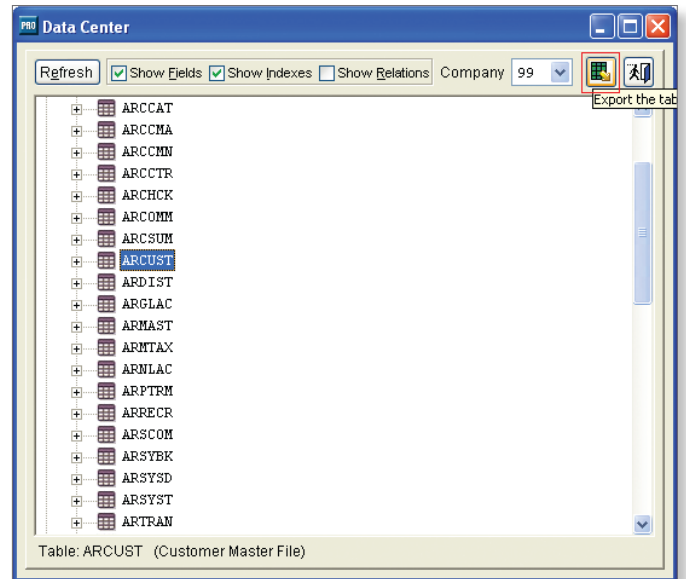 PRO Data Center
Refresh Show Fields Show Indexes Show Relations Company 99
Export the tab
ARCCAT
ARCCMA
ARCCMN
ARCCTR
ARCHCK
ARCOMM
ARCSUM
ARCUST
ARDIST
ARGLAC
ARMAST
ARMTAX
ARNLAC
ARPTRM
ARRECR
ARSCOM
ARSYBK
ARSYSD
ARSYST
ARTRAN
Table: ARCUST (Customer Master File)